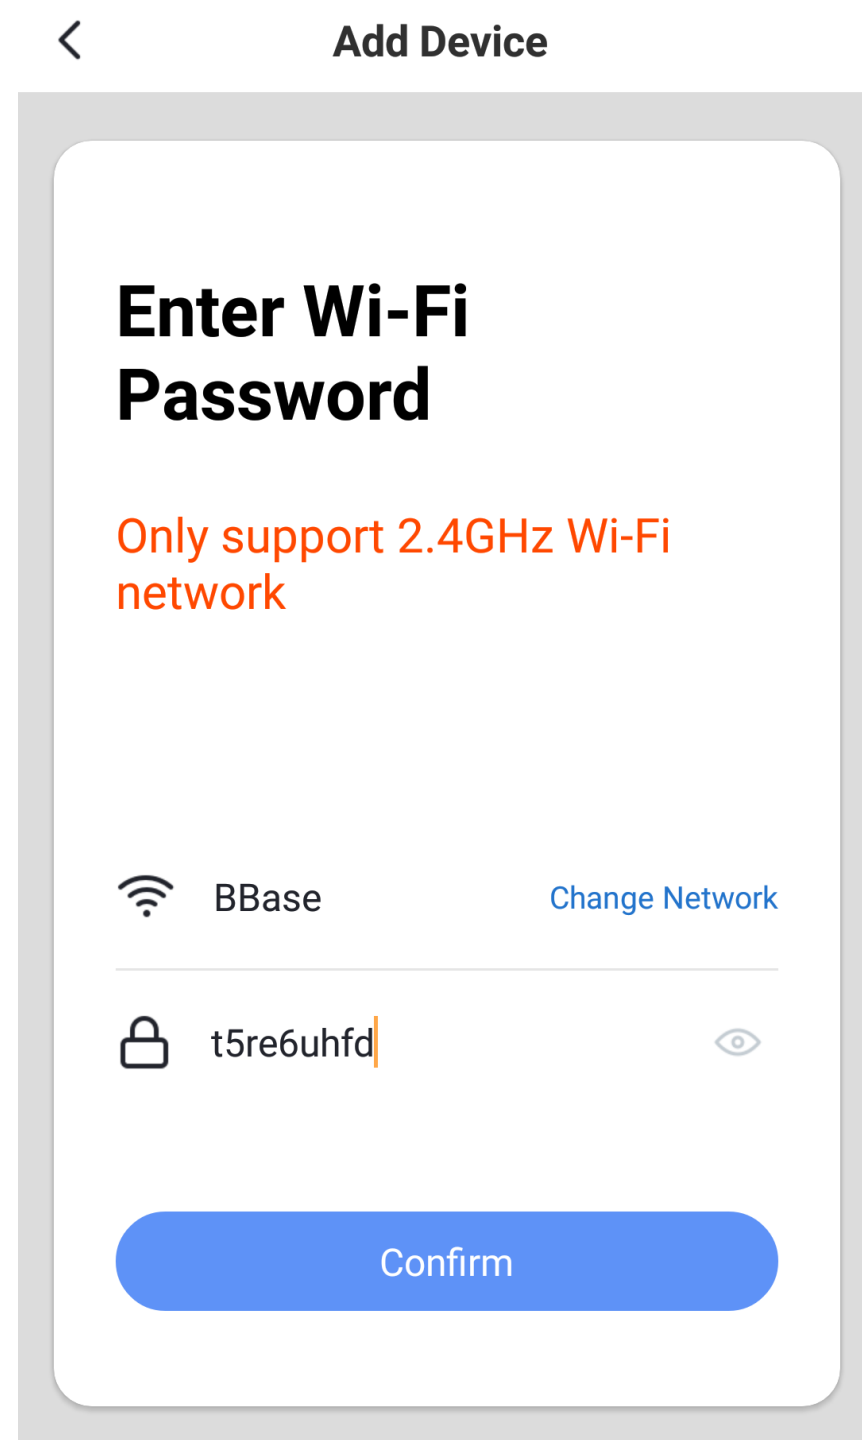 Add Device
Enter Wi-Fi
Password
Only support 2.4GHz Wi-Fi
network
BBase Change Network
t5re6uhfd
Confirm